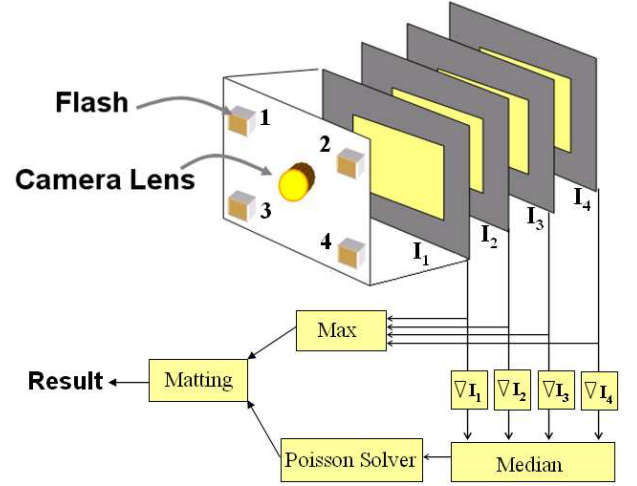 Flash
1
2
Camera Lens
3
4
I₁
I₂
I₃
I₄
Max
Result
Matting
∇I₁
∇I₂
∇I₃
∇I₄
Poisson Solver
Median